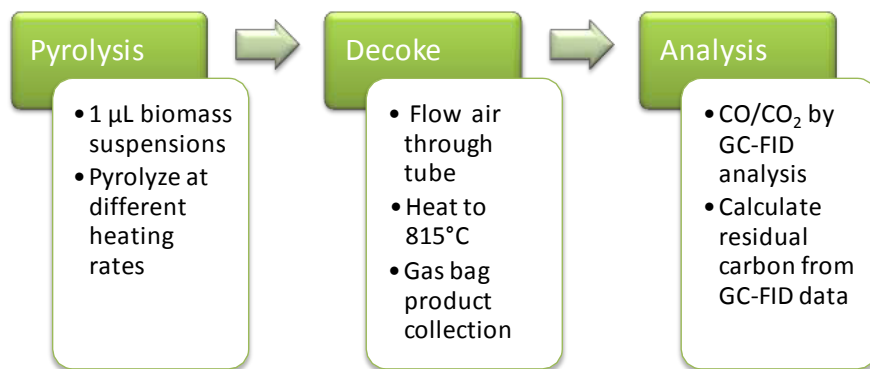 Pyrolysis
• 1 µL biomass
suspensions
• Pyrolyze at
different
heating
rates
Decoke
• Flow air
through
tube
• Heat to
815°C
• Gas bag
product
collection
Analysis
• CO/CO₂ by
GC-FID
analysis
• Calculate
residual
carbon from
GC-FID data